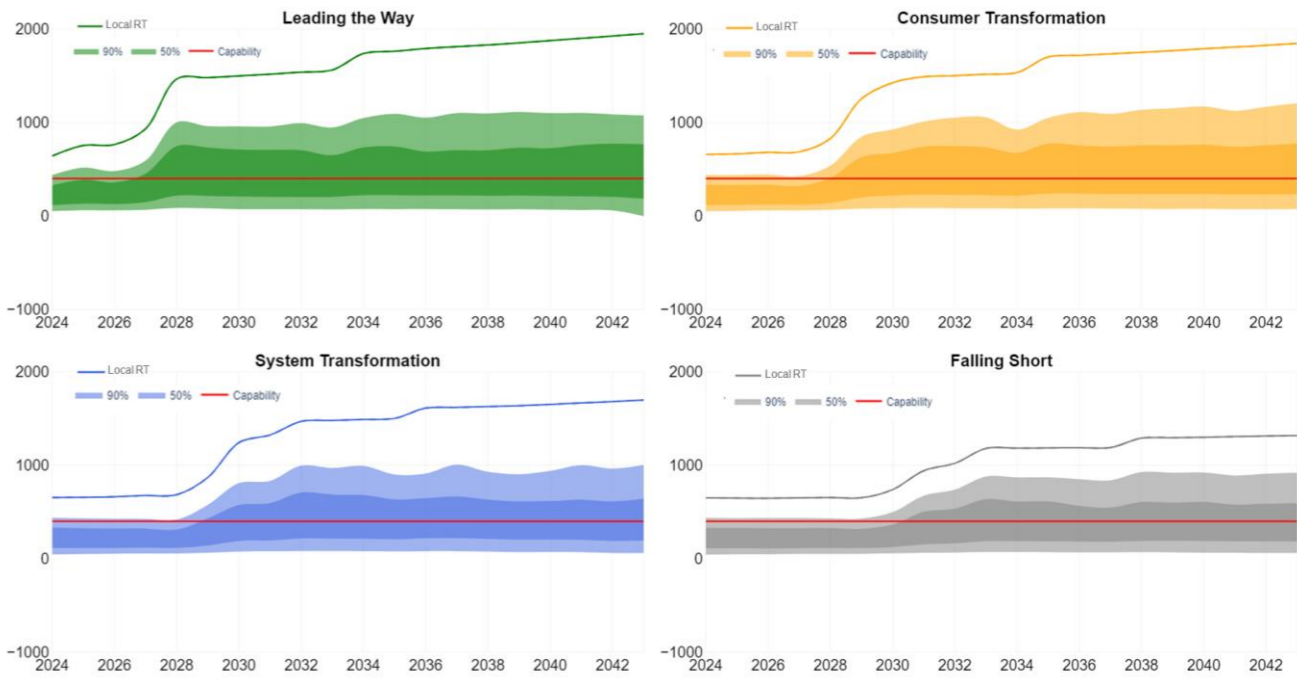 Leading the Way
2000
Local RT
90% 50% Capability
1000
0
−1000
2024 2026 2028 2030 2032 2034 2036 2038 2040 2042
Consumer Transformation
2000
Local RT
90% 50% Capability
1000
0
−1000
2024 2026 2028 2030 2032 2034 2036 2038 2040 2042
System Transformation
2000
Local RT
90% 50% Capability
1000
0
−1000
2024 2026 2028 2030 2032 2034 2036 2038 2040 2042
Falling Short
2000
Local RT
90% 50% Capability
1000
0
−1000
2024 2026 2028 2030 2032 2034 2036 2038 2040 2042